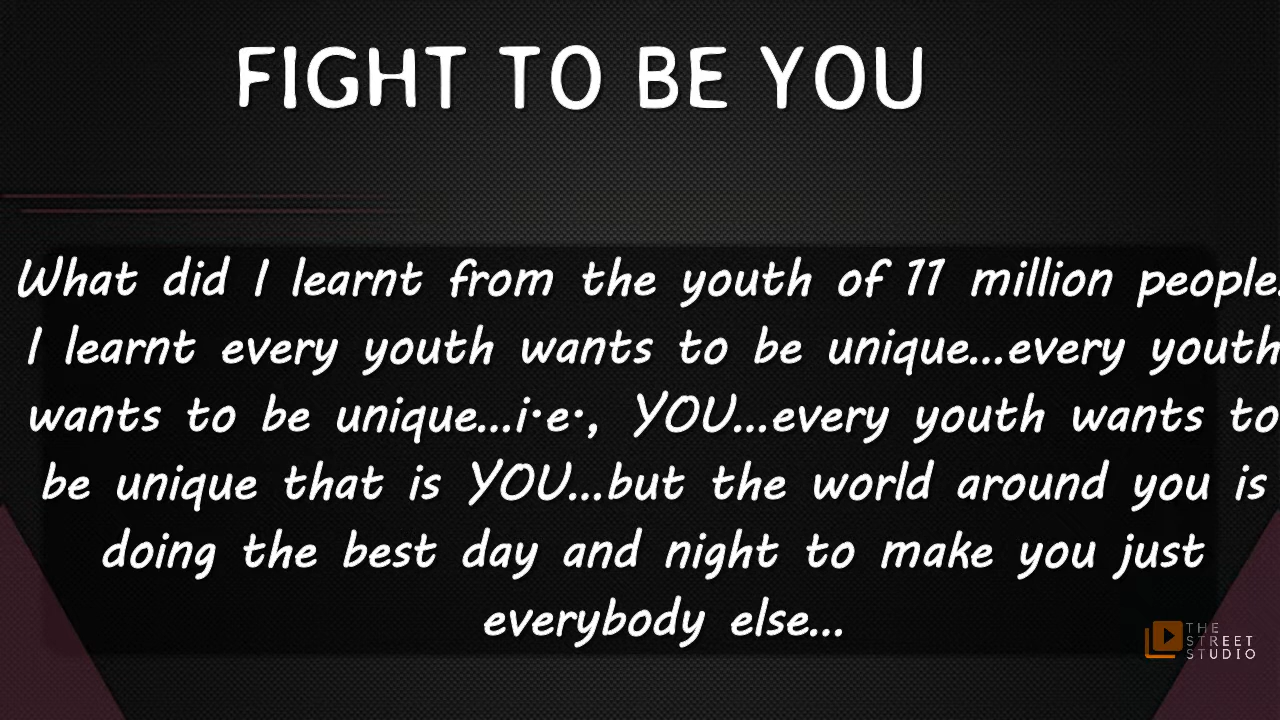 FIGHT TO BE YOU
What did I learnt from the youth of 11 million people.
I learnt every youth wants to be unique...every youth
wants to be unique...i.e., YOU...every youth wants to
be unique that is YOU...but the world around you is
doing the best day and night to make you just
everybody else...
THE
STREET
STUDIO